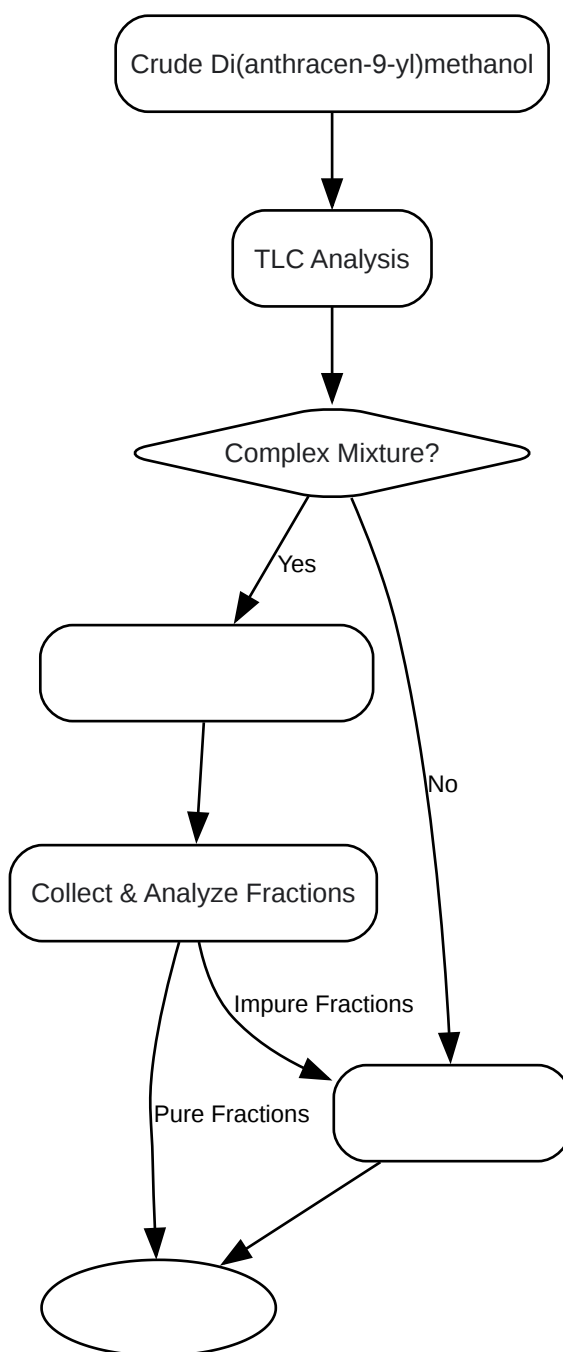 Crude Di(anthracen-9-yl)methanol
TLC Analysis
Complex Mixture?
Yes
No
Collect & Analyze Fractions
Impure Fractions
Pure Fractions